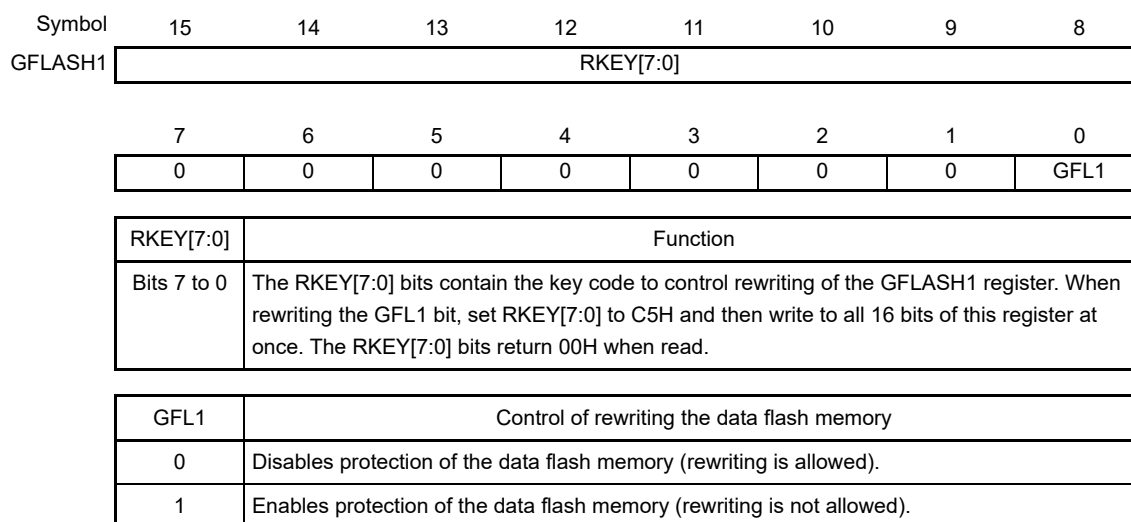 Symbol 15 14 13 12 11 10 9 8
GFLASH1 RKEY[7:0]
7 6 5 4 3 2 1 0
0 0 0 0 0 0 0 GFL1
RKEY[7:0] Function
Bits 7 to 0 The RKEY[7:0] bits contain the key code to control rewriting of the GFLASH1 register. When
rewriting the GFL1 bit, set RKEY[7:0] to C5H and then write to all 16 bits of this register at
once. The RKEY[7:0] bits return 00H when read.
GFL1 Control of rewriting the data flash memory
0 Disables protection of the data flash memory (rewriting is allowed).
1 Enables protection of the data flash memory (rewriting is not allowed).